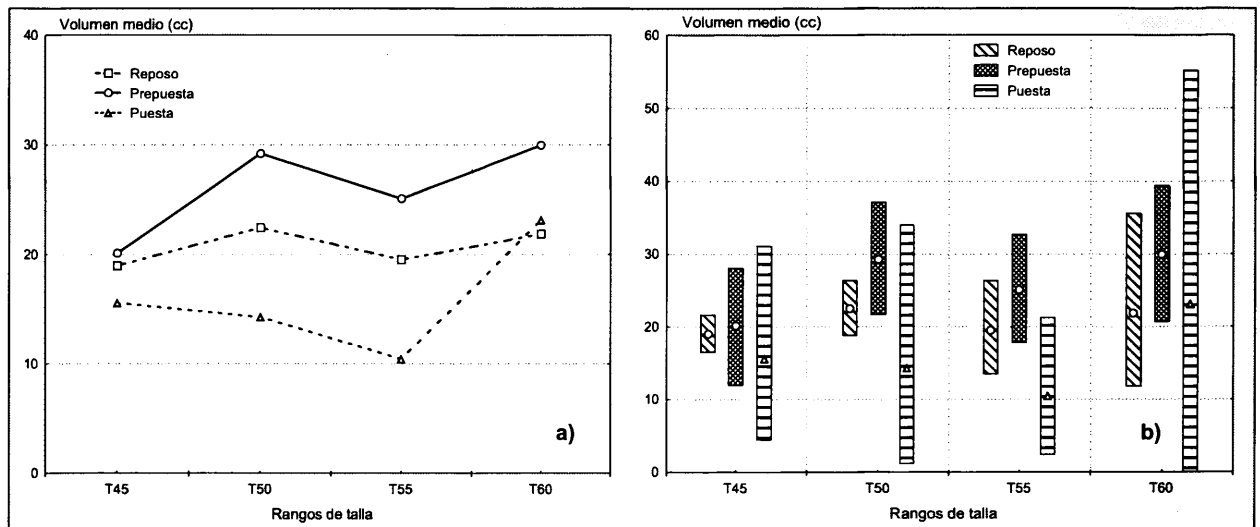 Volumen medio (cc)
40
30
20
10
0
Reposo
Prepuesta
Puesta
a)
T45 T50 T55 T60
Rangos de talla
Volumen medio (cc)
60
50
40
30
20
10
0
Reposo
Prepuesta
Puesta
b)
T45 T50 T55 T60
Rangos de talla